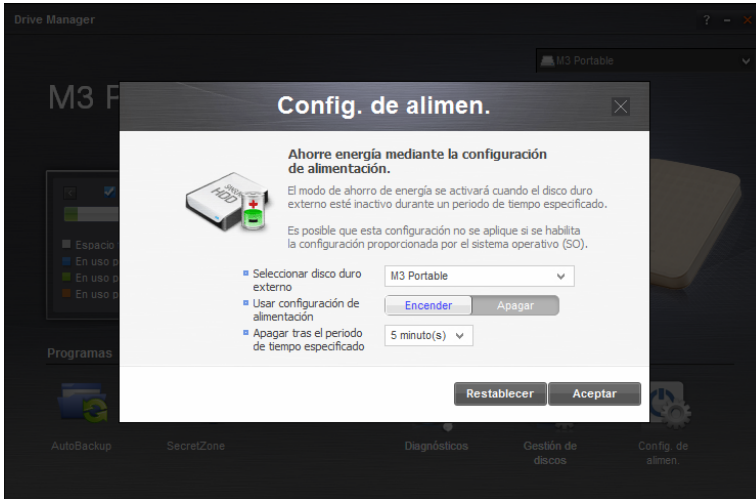 Drive Manager
? - ×
M3 Portable
M3 P
Config. de alimen.
Ahorre energía mediante la configuración
de alimentación.
El modo de ahorro de energía se activará cuando el disco duro
externo esté inactivo durante un periodo de tiempo especificado.
Es posible que esta configuración no se aplique si se habilita
la configuración proporcionada por el sistema operativo (SO).
Seleccionar disco duro
externo
M3 Portable
Usar configuración de
alimentación
Encender
Apagar
Apagar tras el periodo
de tiempo especificado
5 minuto(s)
Restablecer
Aceptar
Espacio
En uso p
En uso p
En uso p
Programas
AutoBackup
SecretZone
Diagnósticos
Gestión de
discos
Config. de
alimen.